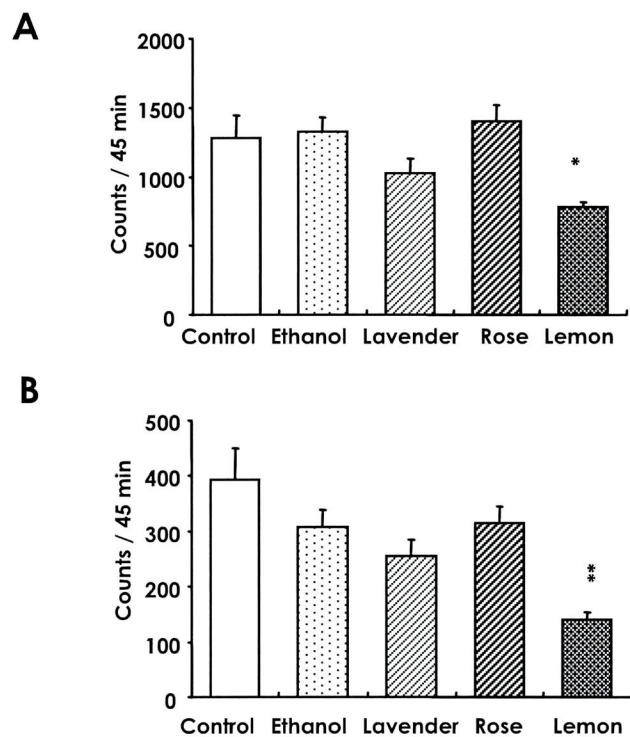 A
2000
1500
1000
500
0
Counts / 45 min
*
Control Ethanol Lavender Rose Lemon
B
500
400
300
200
100
0
Counts / 45 min
**
Control Ethanol Lavender Rose Lemon